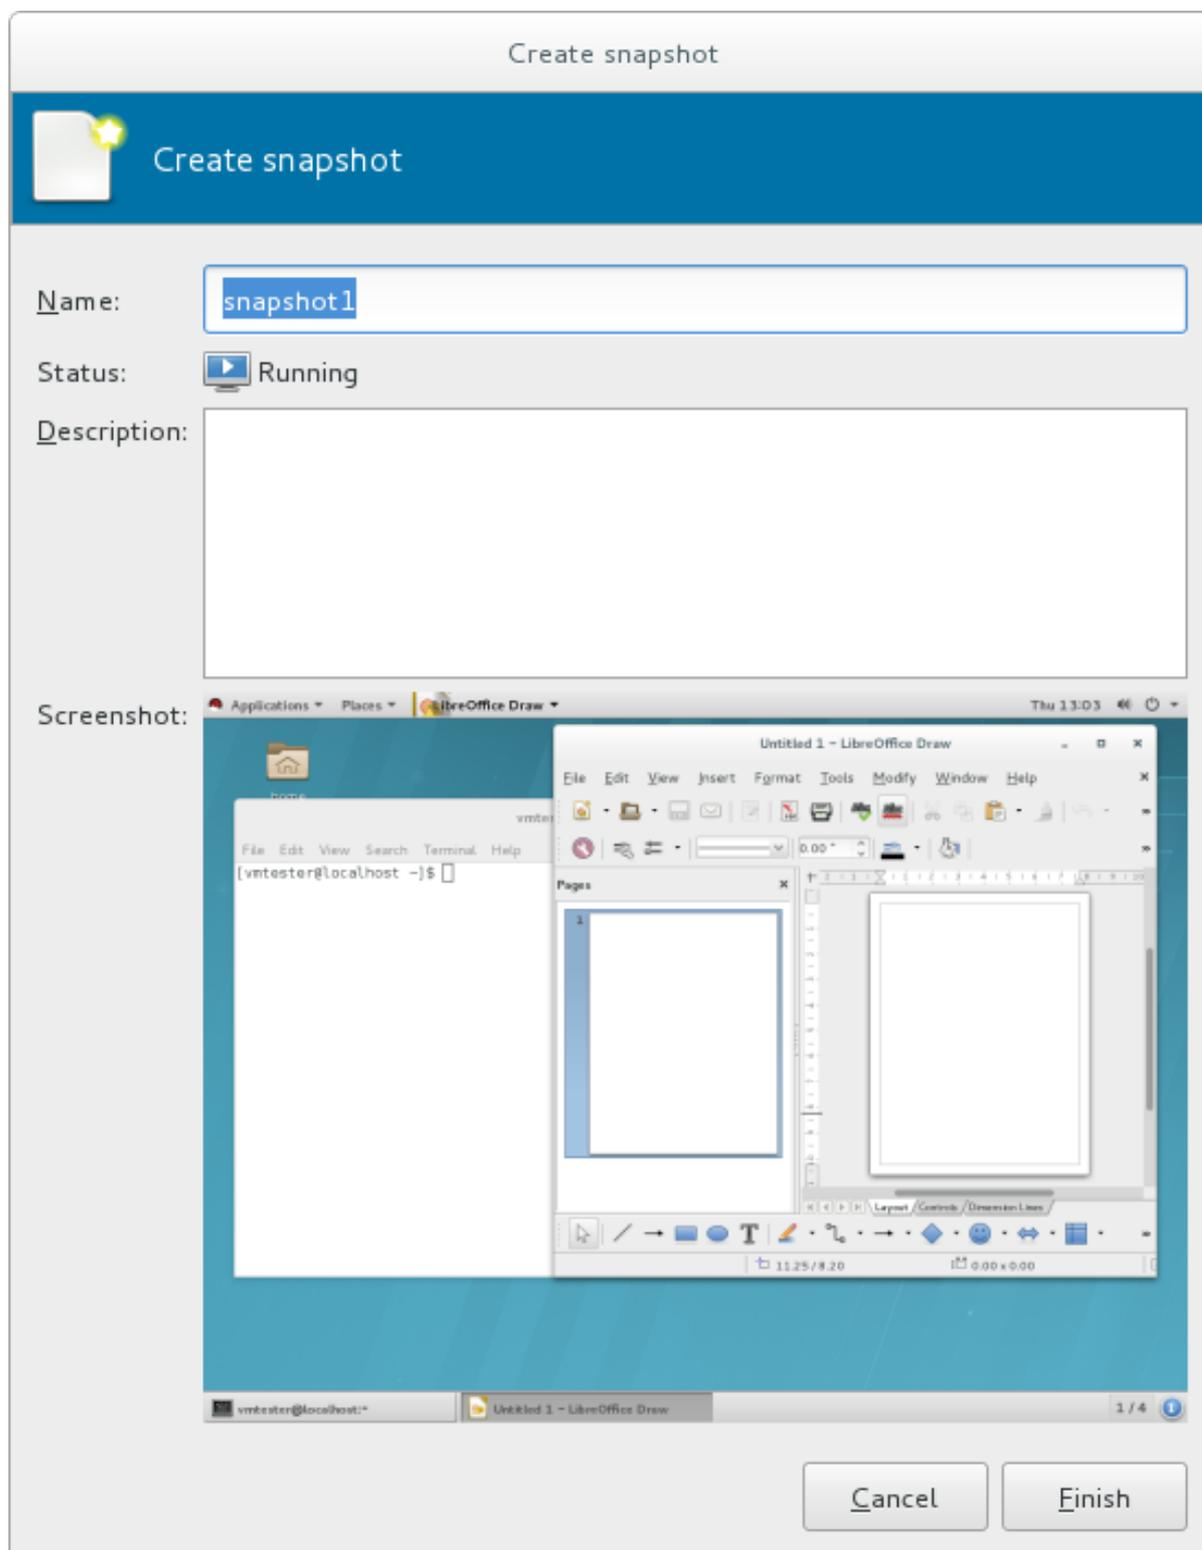 Create snapshot
Create snapshot
Name: snapshot1
Status: Running
Description:
Screenshot:
Applications Places LibreOffice Draw Thu 13:03
home
Untitled 1 – LibreOffice Draw
File Edit View Insert Format Tools Modify Window Help
File Edit View Search Terminal Help
[vmtester@localhost ~]$
0.00 °
Pages
1
Layout Controls Dimension Lines
11.25 / 8.20 0.00 x 0.00
vmtester@localhost:~ Untitled 1 – LibreOffice Draw 1 / 4 1
Cancel Finish